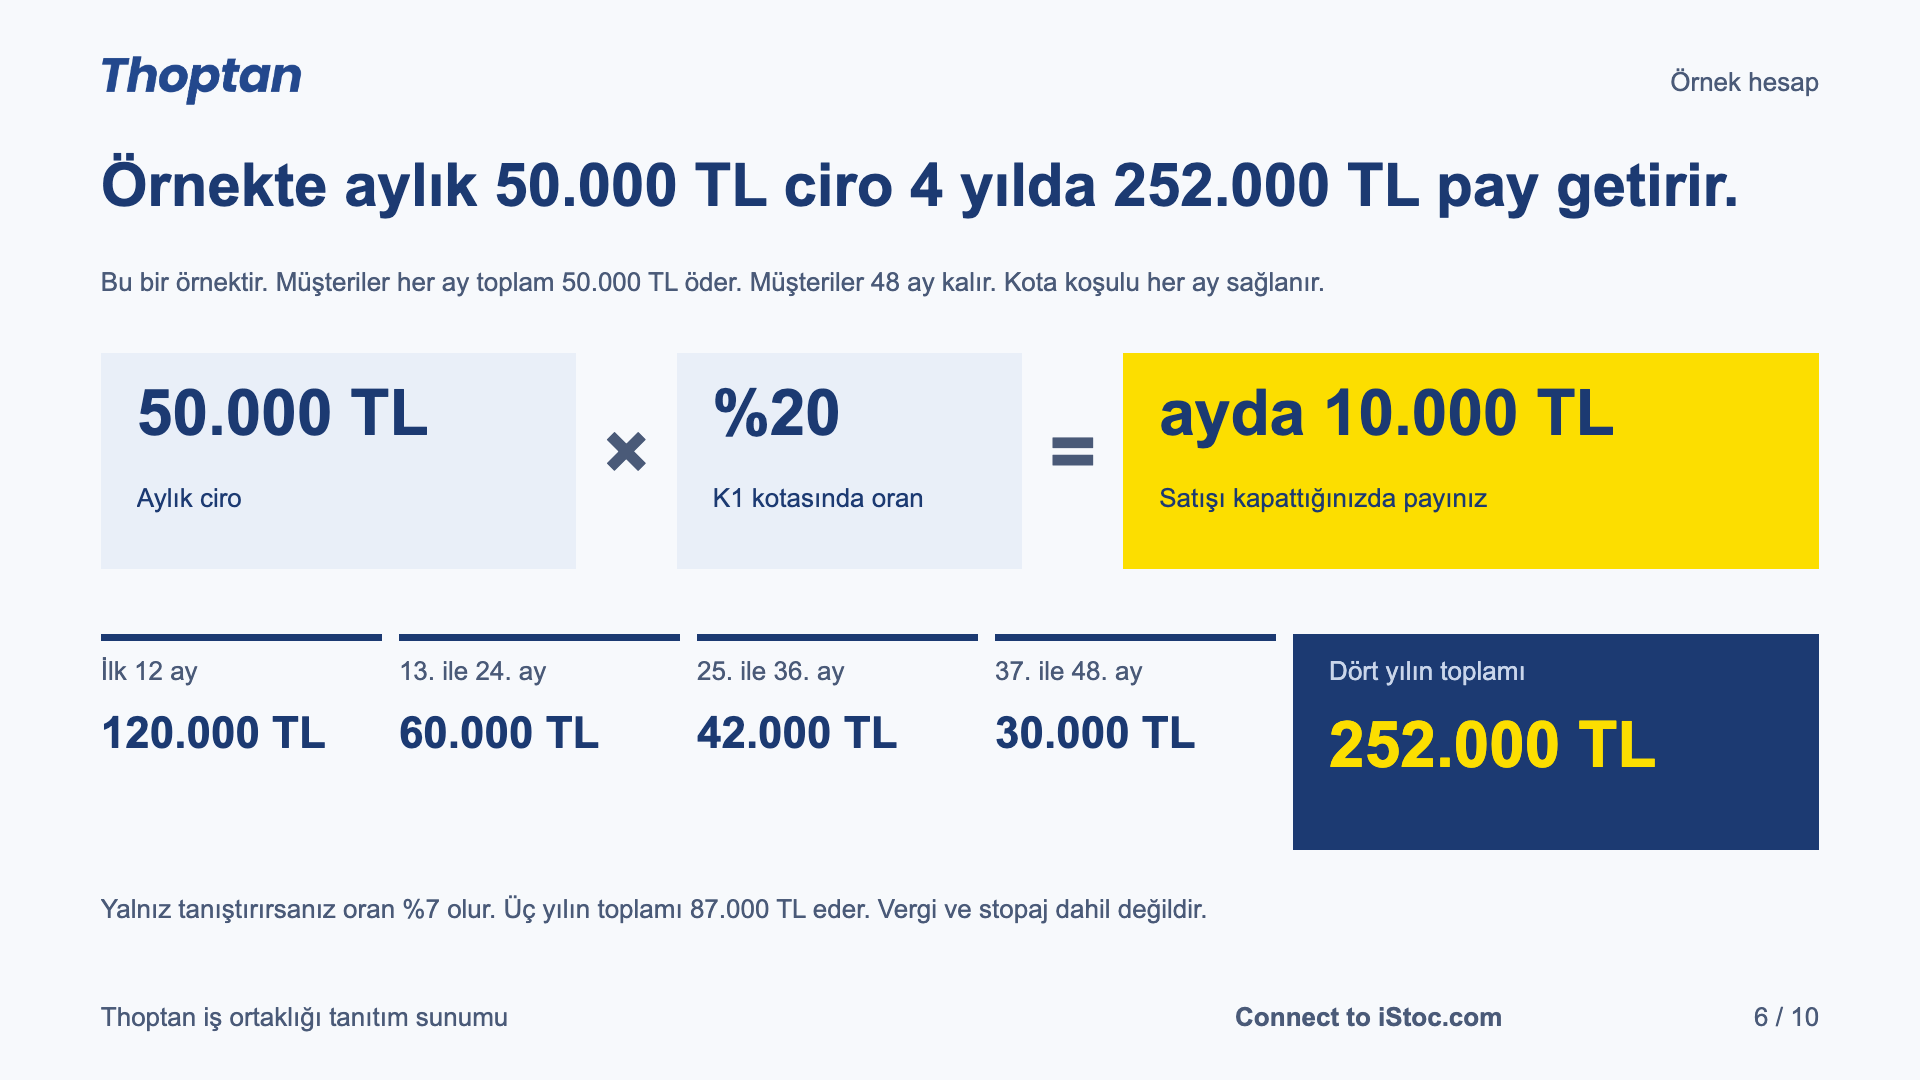 Thoptan
Örnek hesap
Örnekte aylık 50.000 TL ciro 4 yılda 252.000 TL pay getirir.
Bu bir örnektir. Müşteriler her ay toplam 50.000 TL öder. Müşteriler 48 ay kalır. Kota koşulu her ay sağlanır.
50.000 TL
Aylık ciro
×
%20
K1 kotasında oran
=
ayda 10.000 TL
Satışı kapattığınızda payınız
İlk 12 ay
120.000 TL
13. ile 24. ay
60.000 TL
25. ile 36. ay
42.000 TL
37. ile 48. ay
30.000 TL
Dört yılın toplamı
252.000 TL
Yalnız tanıştırırsanız oran %7 olur. Üç yılın toplamı 87.000 TL eder. Vergi ve stopaj dahil değildir.
Thoptan iş ortaklığı tanıtım sunumu
Connect to iStoc.com
6 / 10